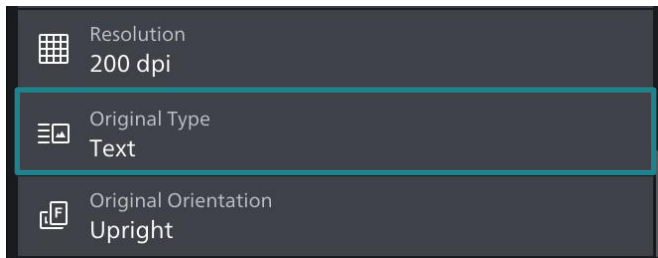 Resolution
200 dpi
Original Type
Text
Original Orientation
Upright